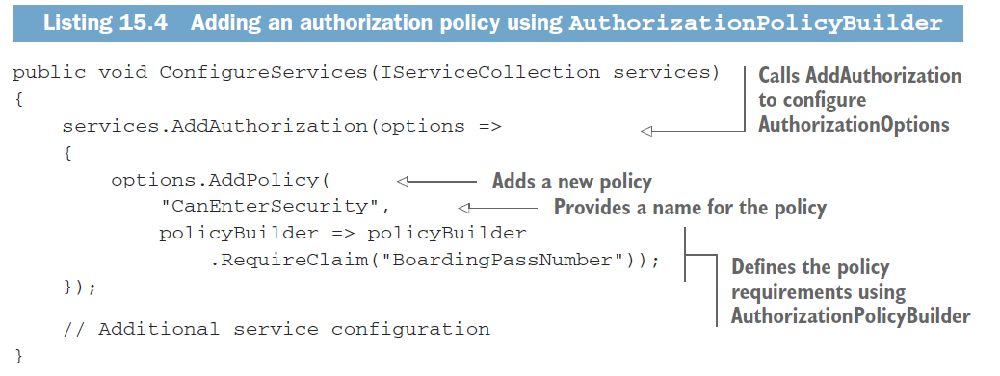 Listing 15.4 Adding an authorization policy using AuthorizationPolicyBuilder
public void ConfigureServices(IServiceCollection services)
{
    services.AddAuthorization(options =>
    {
        options.AddPolicy(
            "CanEnterSecurity",
            policyBuilder => policyBuilder
                .RequireClaim("BoardingPassNumber"));
    });
    // Additional service configuration
}
Calls AddAuthorization
to configure
AuthorizationOptions
Adds a new policy
Provides a name for the policy
Defines the policy
requirements using
AuthorizationPolicyBuilder